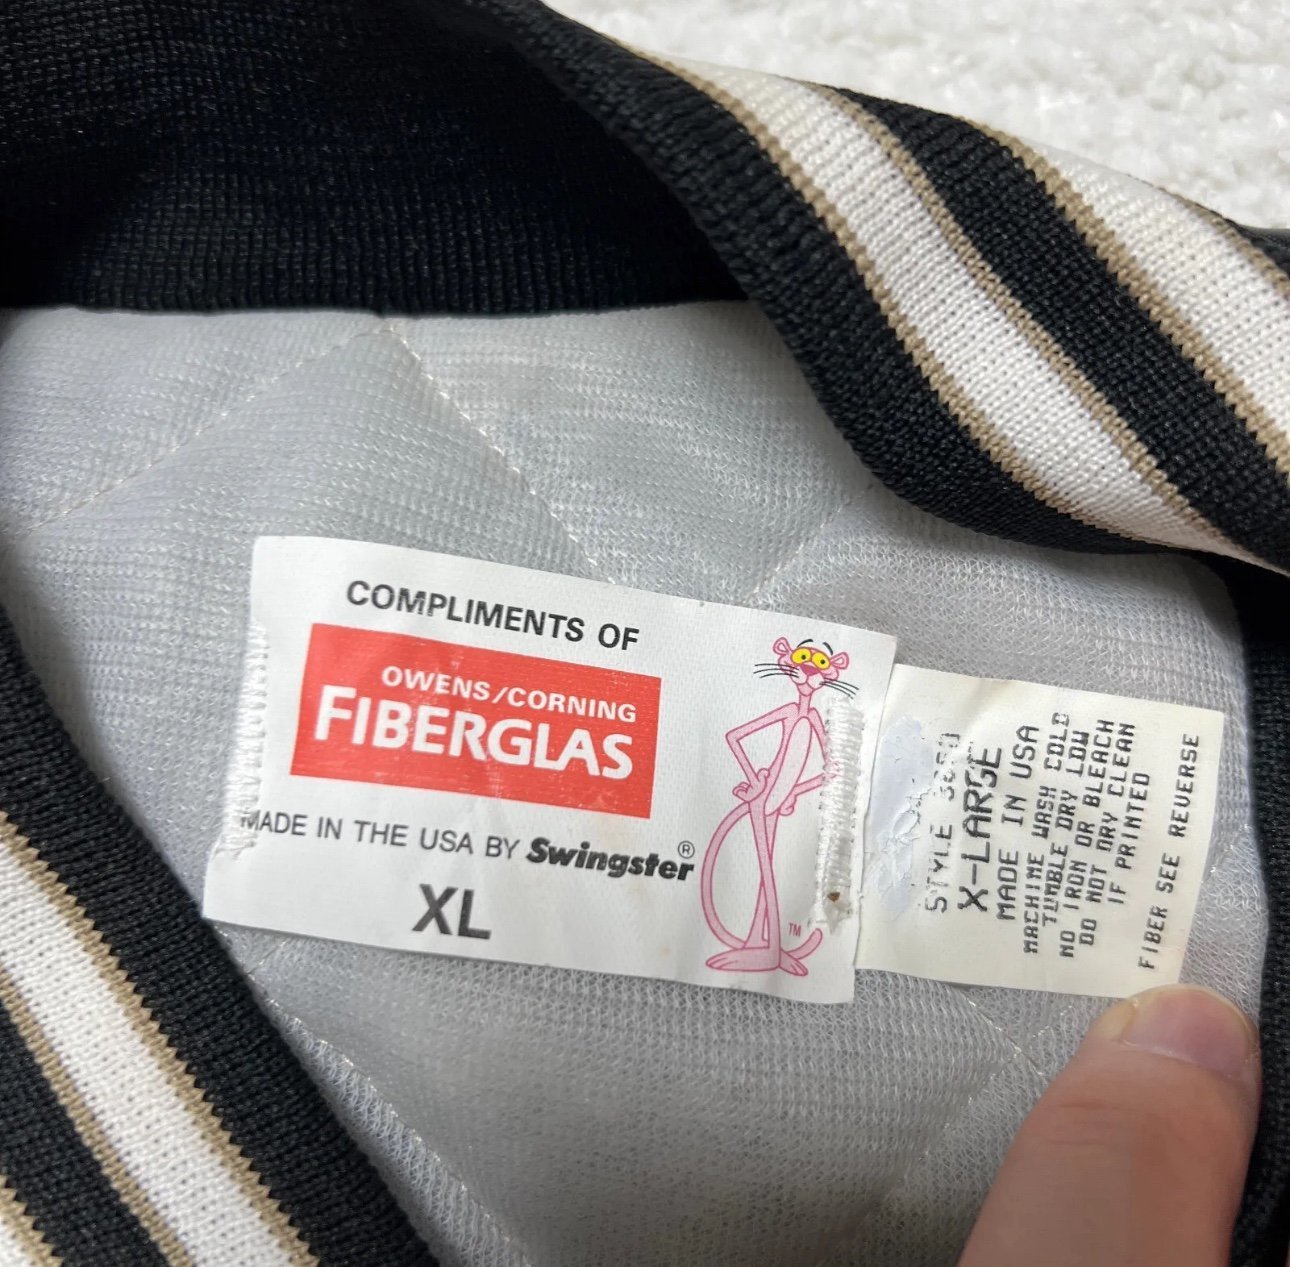 COMPLIMENTS OF
OWENS/CORNING
FIBERGLAS
MADE IN THE USA BY Swingster®
XL
TM
STYLE
X-LARGE
MADE IN USA
MACHINE WASH COLD
TUMBLE DRY LOW
NO IRON OR BLEACH
DO NOT DRY CLEAN
IF PRINTED
FIBER SEE REVERSE